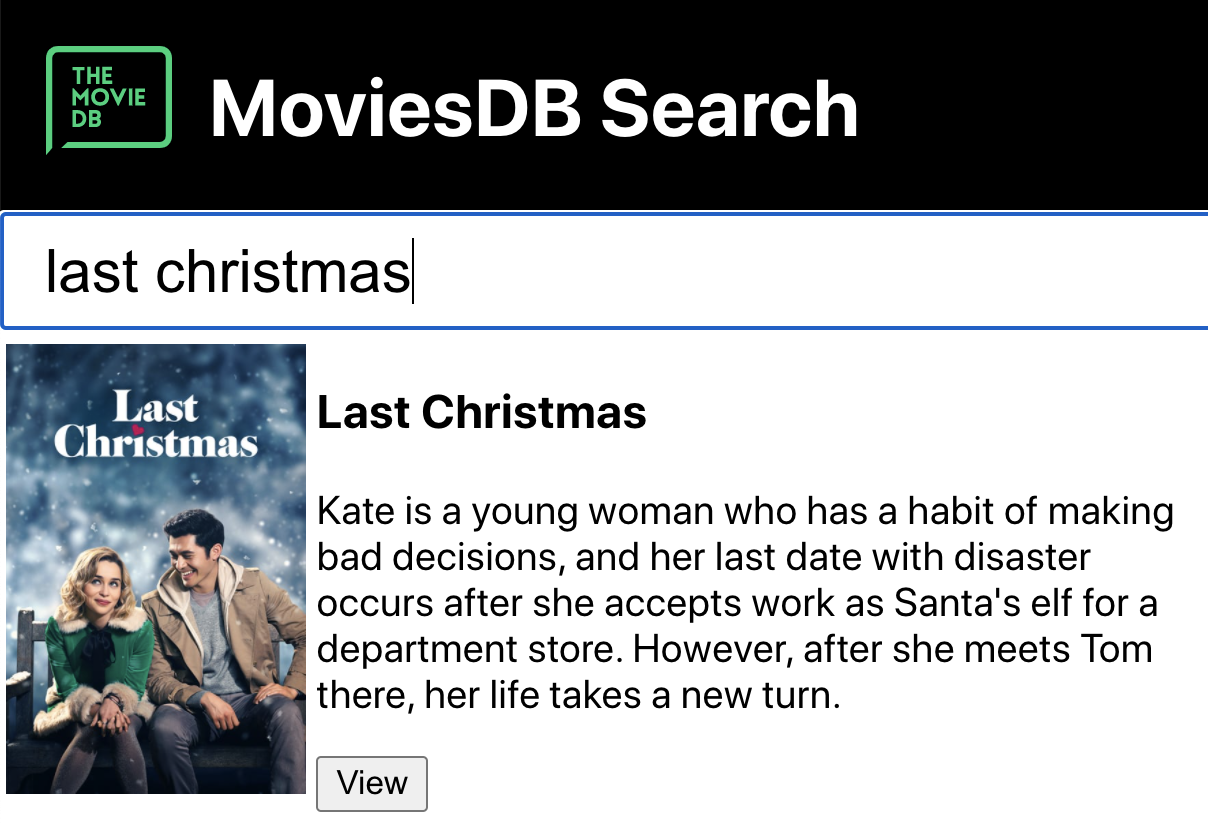 THE
MOVIE
DB
MoviesDB Search
last christmas
Last
Christmas
Last Christmas
Kate is a young woman who has a habit of making
bad decisions, and her last date with disaster
occurs after she accepts work as Santa's elf for a
department store. However, after she meets Tom
there, her life takes a new turn.
View